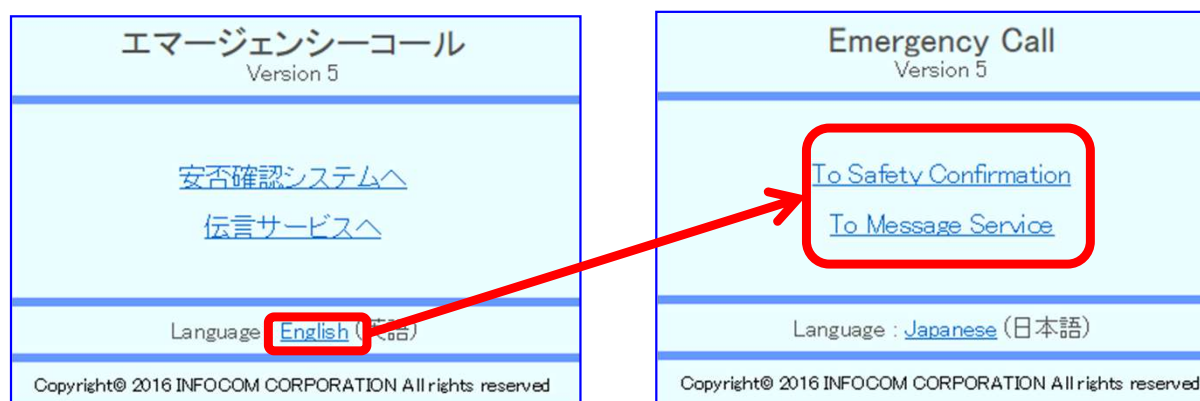 エマージェンシーコール
Version 5
安否確認システムへ
伝言サービスへ
Language : English (英語)
Copyright© 2016 INFOCOM CORPORATION All rights reserved
Emergency Call
Version 5
To Safety Confirmation
To Message Service
Language : Japanese (日本語)
Copyright© 2016 INFOCOM CORPORATION All rights reserved